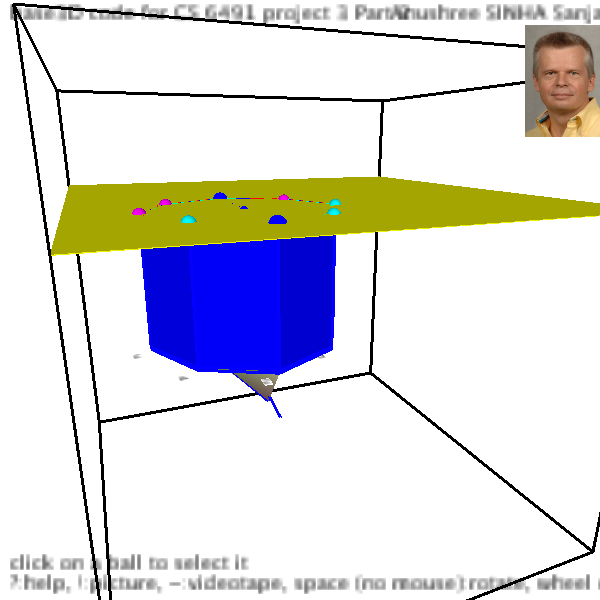 Base3D code for CS 6491 project 3 Part Anushree SINHA Sanja
click on a ball to select it
?:help, !:picture, ~:videotape, space (no mouse) rotate, wheel